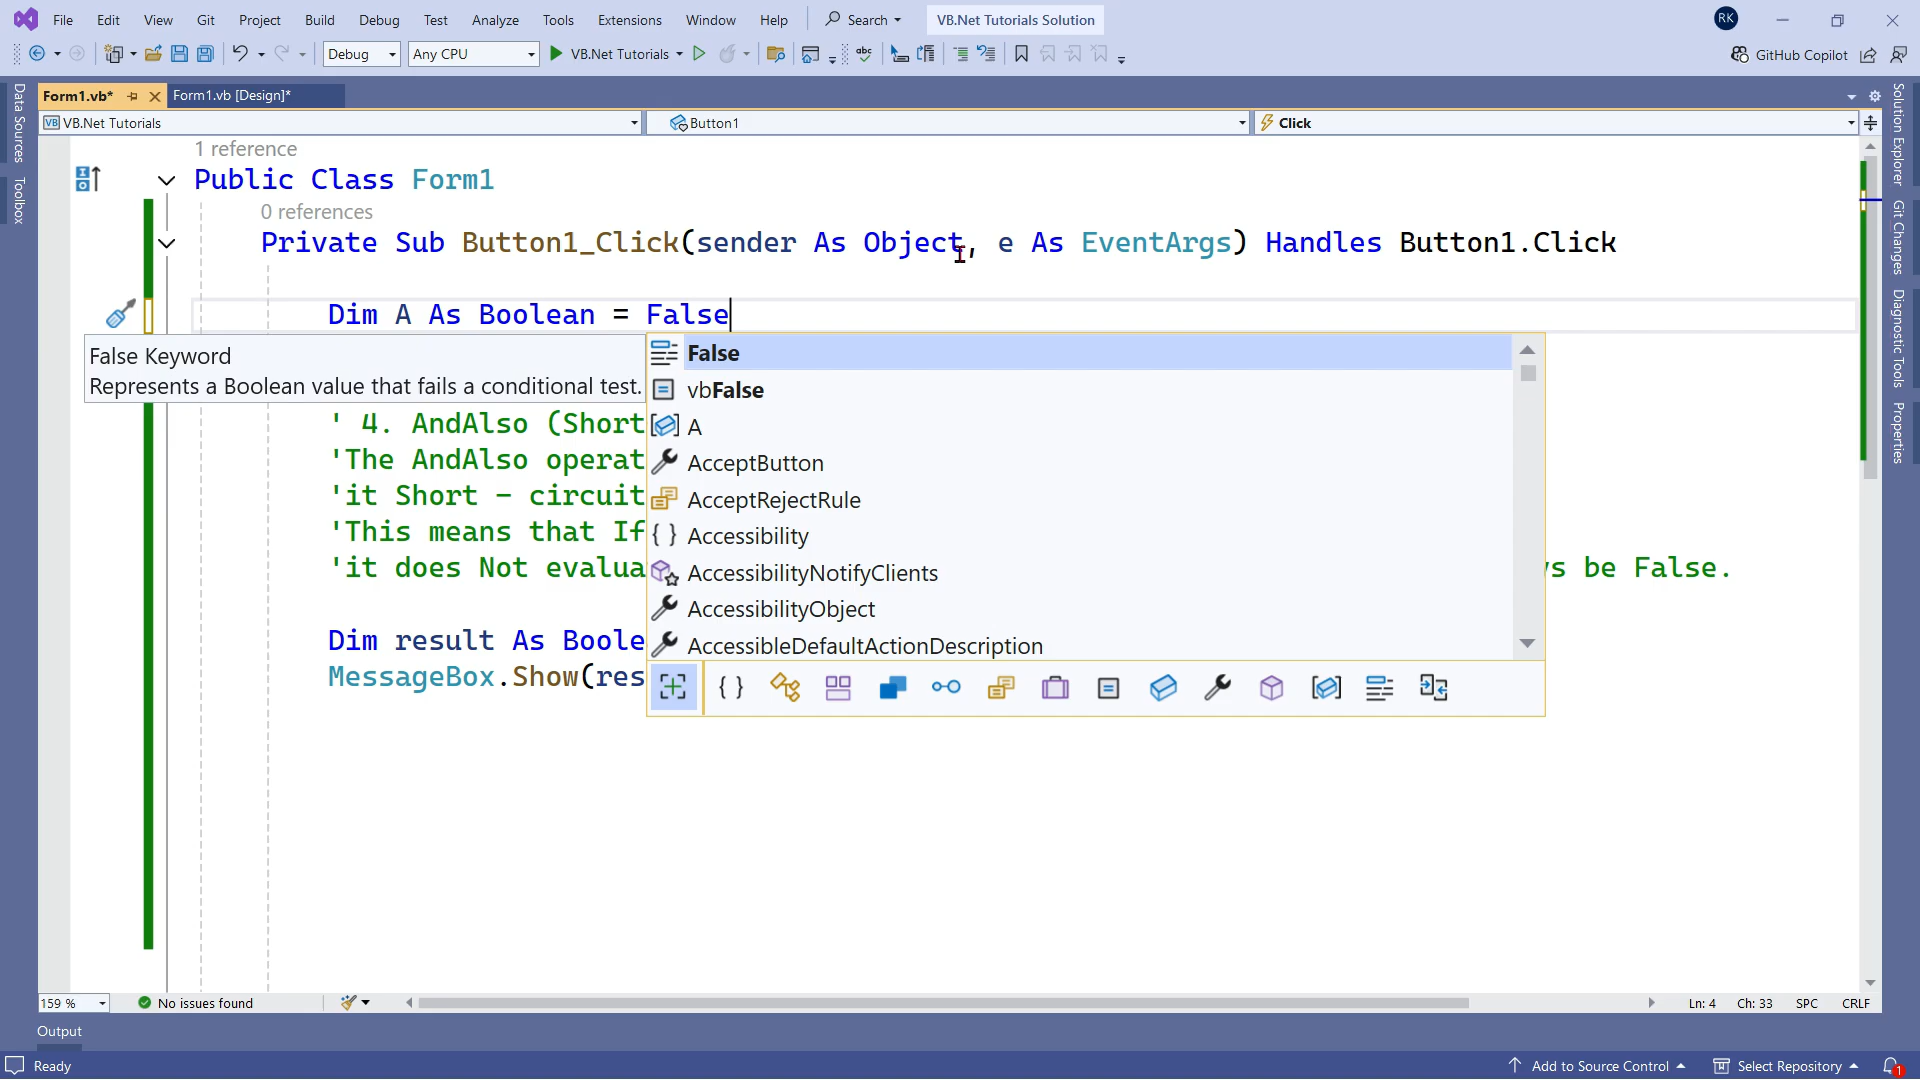 File Edit View Git Project Build Debug Test Analyze Tools Extensions Window Help Search VB.Net Tutorials Solution RK
Debug Any CPU VB.Net Tutorials abc GitHub Copilot
Form1.vb* Form1.vb [Design]*
VB VB.Net Tutorials Button1 Click
Data Sources
Toolbox
Solution Explorer
Git Changes
Diagnostic Tools
Properties
1 reference
Public Class Form1
0 references
Private Sub Button1_Click(sender As Object, e As EventArgs) Handles Button1.Click
Dim A As Boolean = False
False Keyword
Represents a Boolean value that fails a conditional test.
False
vbFalse
A
AcceptButton
AcceptRejectRule
Accessibility
AccessibilityNotifyClients
AccessibilityObject
AccessibleDefaultActionDescription
' 4. AndAlso (Short
'The AndAlso operat
'it Short - circuit
'This means that If
'it does Not evalua s be False.
Dim result As Boole
MessageBox.Show(res
159 % No issues found Ln: 4 Ch: 33 SPC CRLF
Output
Ready Add to Source Control Select Repository 1